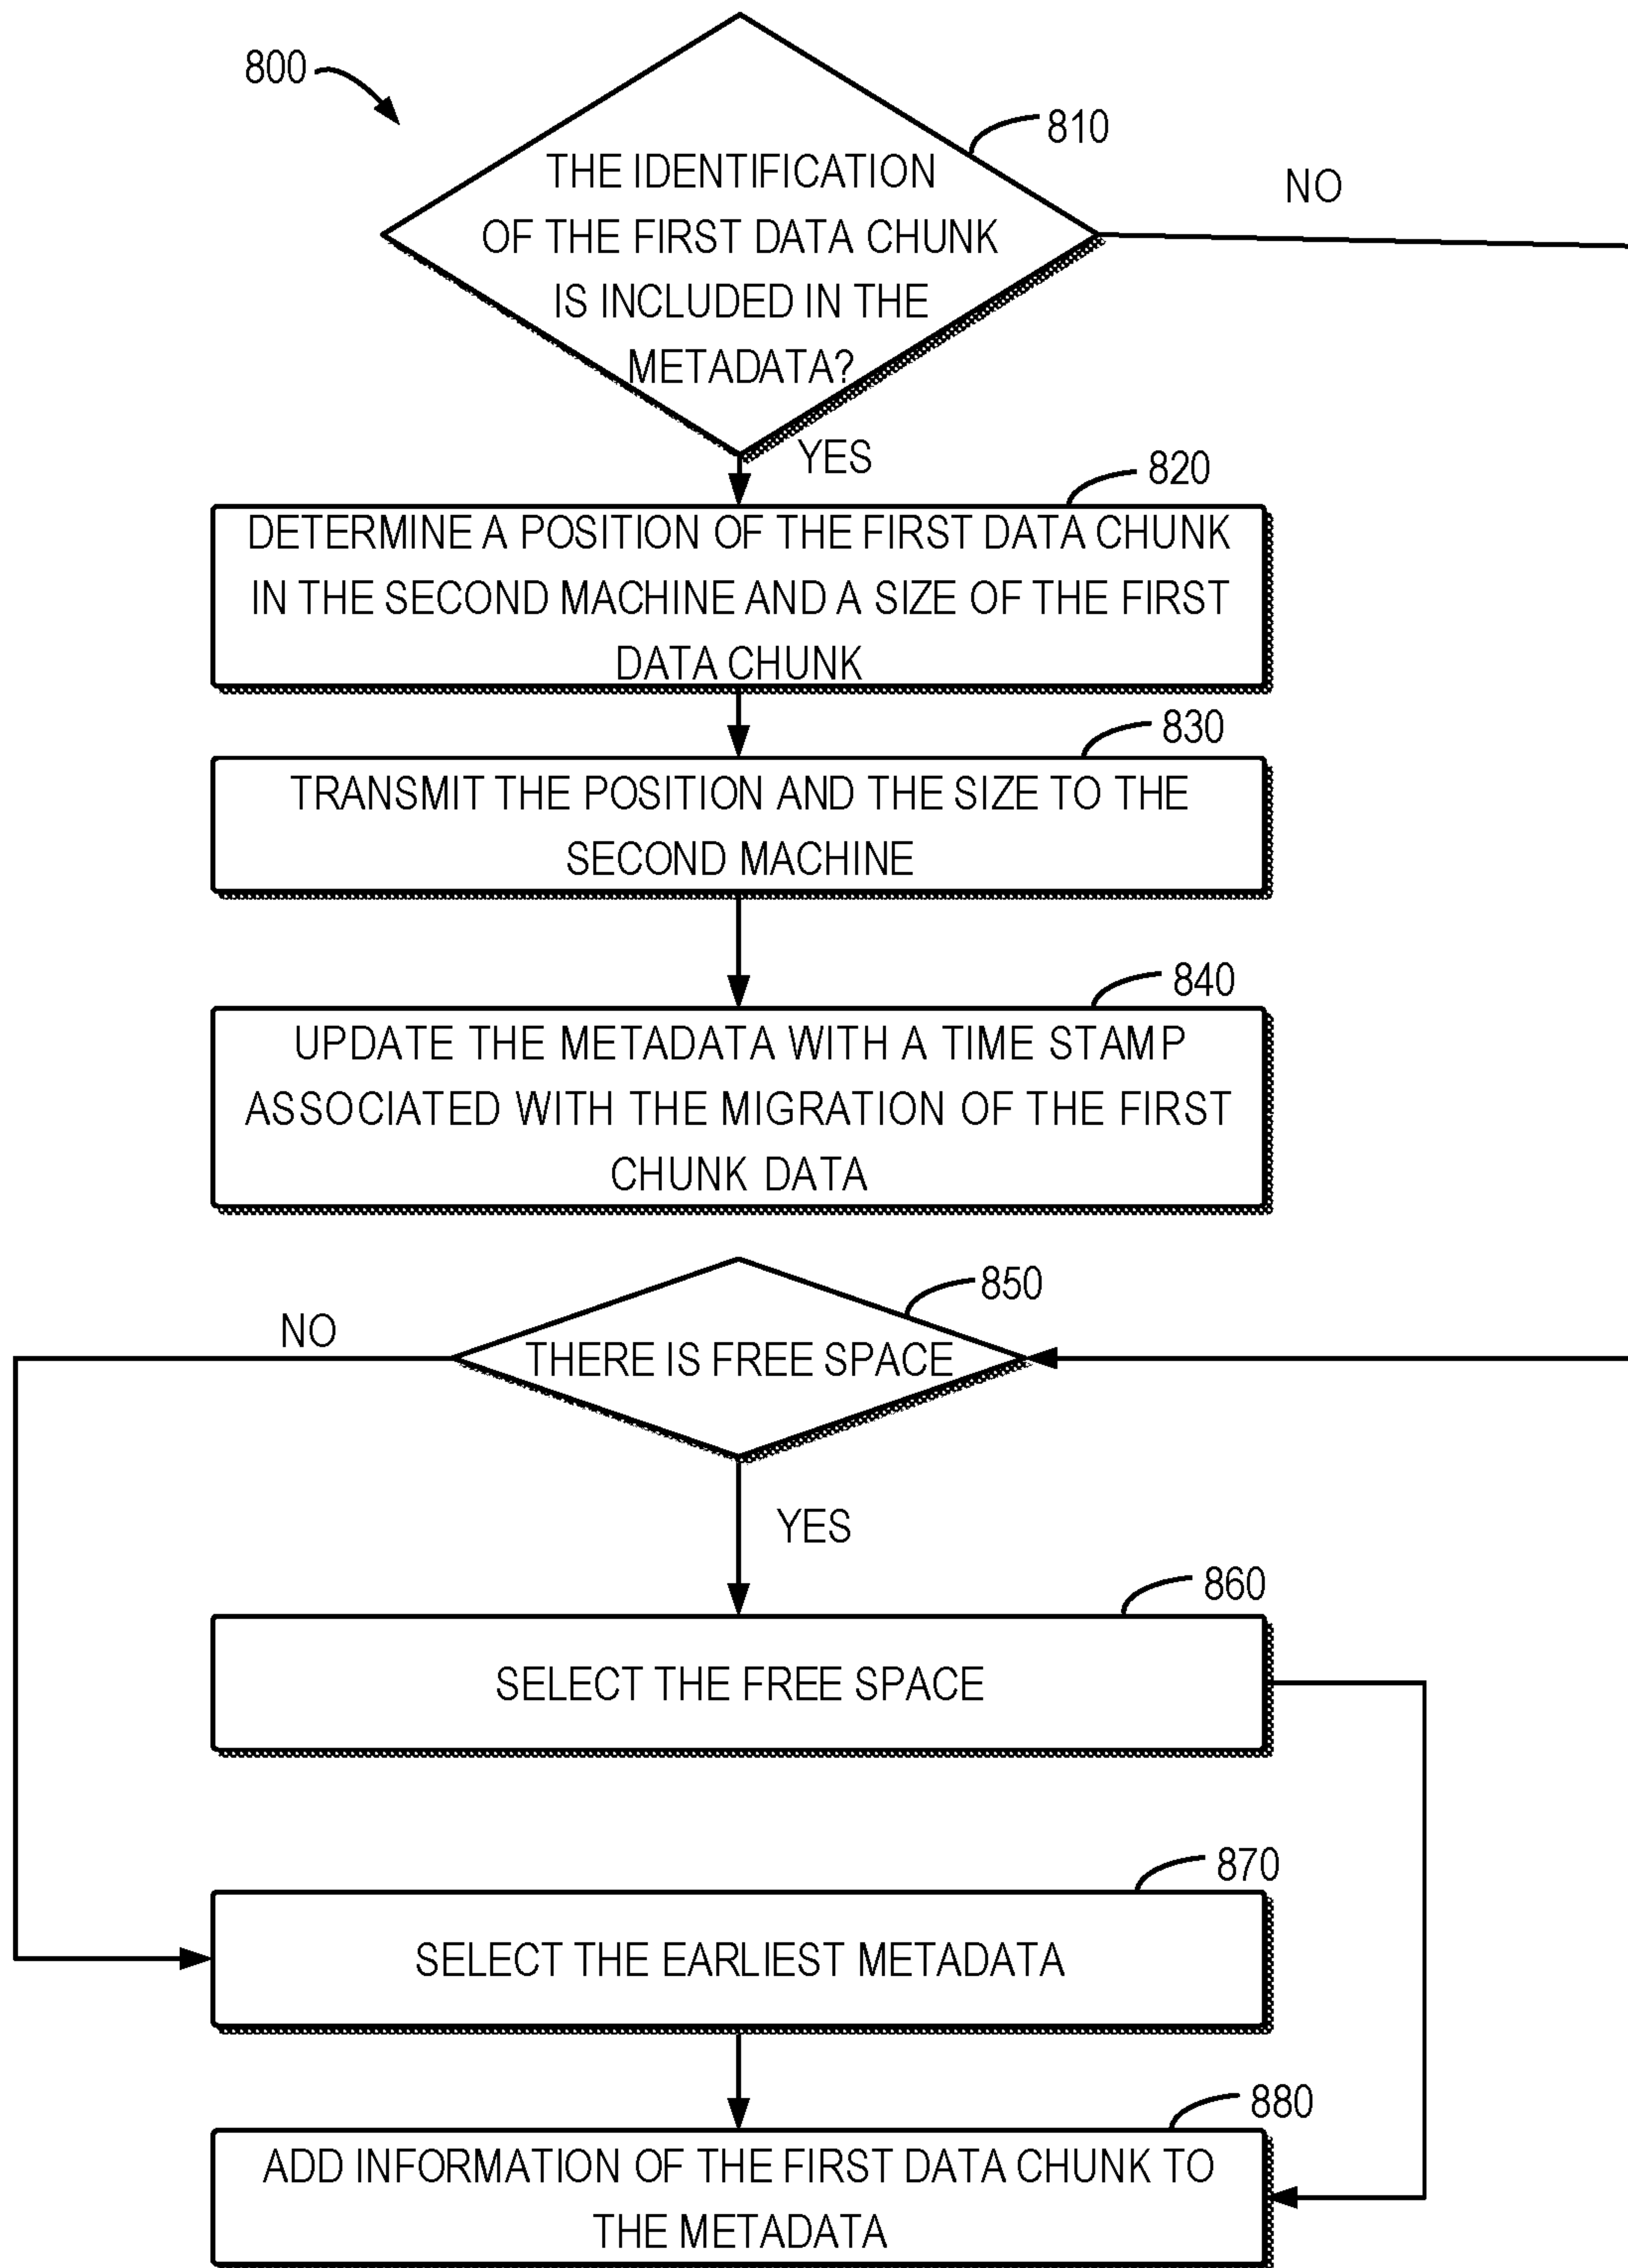 800
810
THE IDENTIFICATION
OF THE FIRST DATA CHUNK
IS INCLUDED IN THE
METADATA?
NO
YES
820
DETERMINE A POSITION OF THE FIRST DATA CHUNK
IN THE SECOND MACHINE AND A SIZE OF THE FIRST
DATA CHUNK
830
TRANSMIT THE POSITION AND THE SIZE TO THE
SECOND MACHINE
840
UPDATE THE METADATA WITH A TIME STAMP
ASSOCIATED WITH THE MIGRATION OF THE FIRST
CHUNK DATA
850
NO
THERE IS FREE SPACE
YES
860
SELECT THE FREE SPACE
870
SELECT THE EARLIEST METADATA
880
ADD INFORMATION OF THE FIRST DATA CHUNK TO
THE METADATA